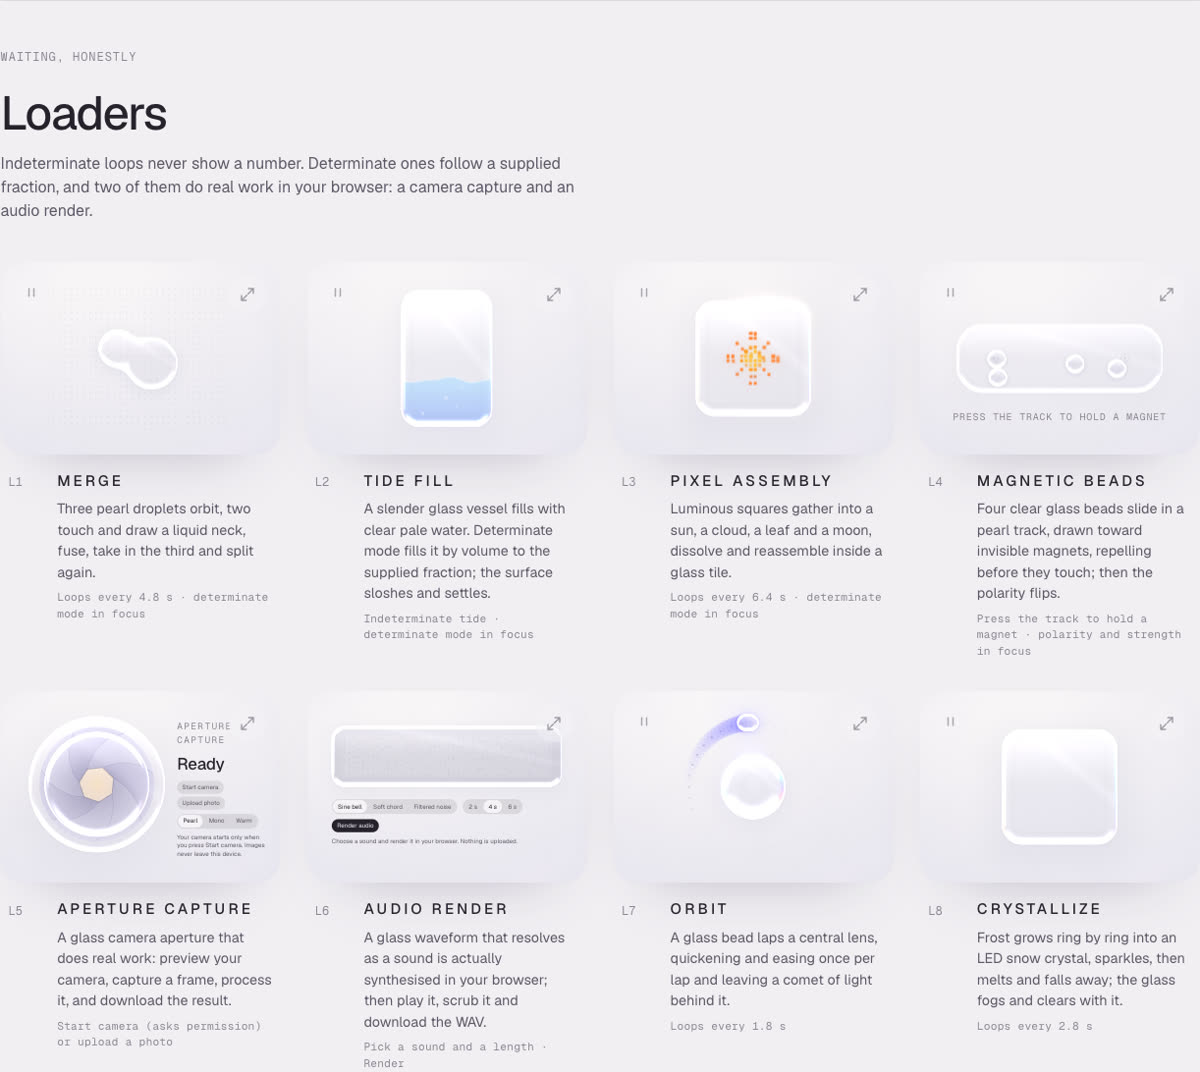 WAITING, HONESTLY
Loaders
Indeterminate loops never show a number. Determinate ones follow a supplied
fraction, and two of them do real work in your browser: a camera capture and an
audio render.
PRESS THE TRACK TO HOLD A MAGNET
L1 MERGE
Three pearl droplets orbit, two
touch and draw a liquid neck,
fuse, take in the third and split
again.
Loops every 4.8 s · determinate
mode in focus
L2 TIDE FILL
A slender glass vessel fills with
clear pale water. Determinate
mode fills it by volume to the
supplied fraction; the surface
sloshes and settles.
Indeterminate tide ·
determinate mode in focus
L3 PIXEL ASSEMBLY
Luminous squares gather into a
sun, a cloud, a leaf and a moon,
dissolve and reassemble inside a
glass tile.
Loops every 6.4 s · determinate
mode in focus
L4 MAGNETIC BEADS
Four clear glass beads slide in a
pearl track, drawn toward
invisible magnets, repelling
before they touch; then the
polarity flips.
Press the track to hold a
magnet · polarity and strength
in focus
APERTURE
CAPTURE
Ready
Start camera
Upload photo
Pearl Mono Warm
Your camera starts only when
you press Start camera. Images
never leave this device.
L5 APERTURE CAPTURE
A glass camera aperture that
does real work: preview your
camera, capture a frame, process
it, and download the result.
Start camera (asks permission)
or upload a photo
Sine bell Soft chord Filtered noise 2 s 4 s 6 s
Render audio
Choose a sound and render it in your browser. Nothing is uploaded.
L6 AUDIO RENDER
A glass waveform that resolves
as a sound is actually
synthesised in your browser;
then play it, scrub it and
download the WAV.
Pick a sound and a length ·
Render
L7 ORBIT
A glass bead laps a central lens,
quickening and easing once per
lap and leaving a comet of light
behind it.
Loops every 1.8 s
L8 CRYSTALLIZE
Frost grows ring by ring into an
LED snow crystal, sparkles, then
melts and falls away; the glass
fogs and clears with it.
Loops every 2.8 s